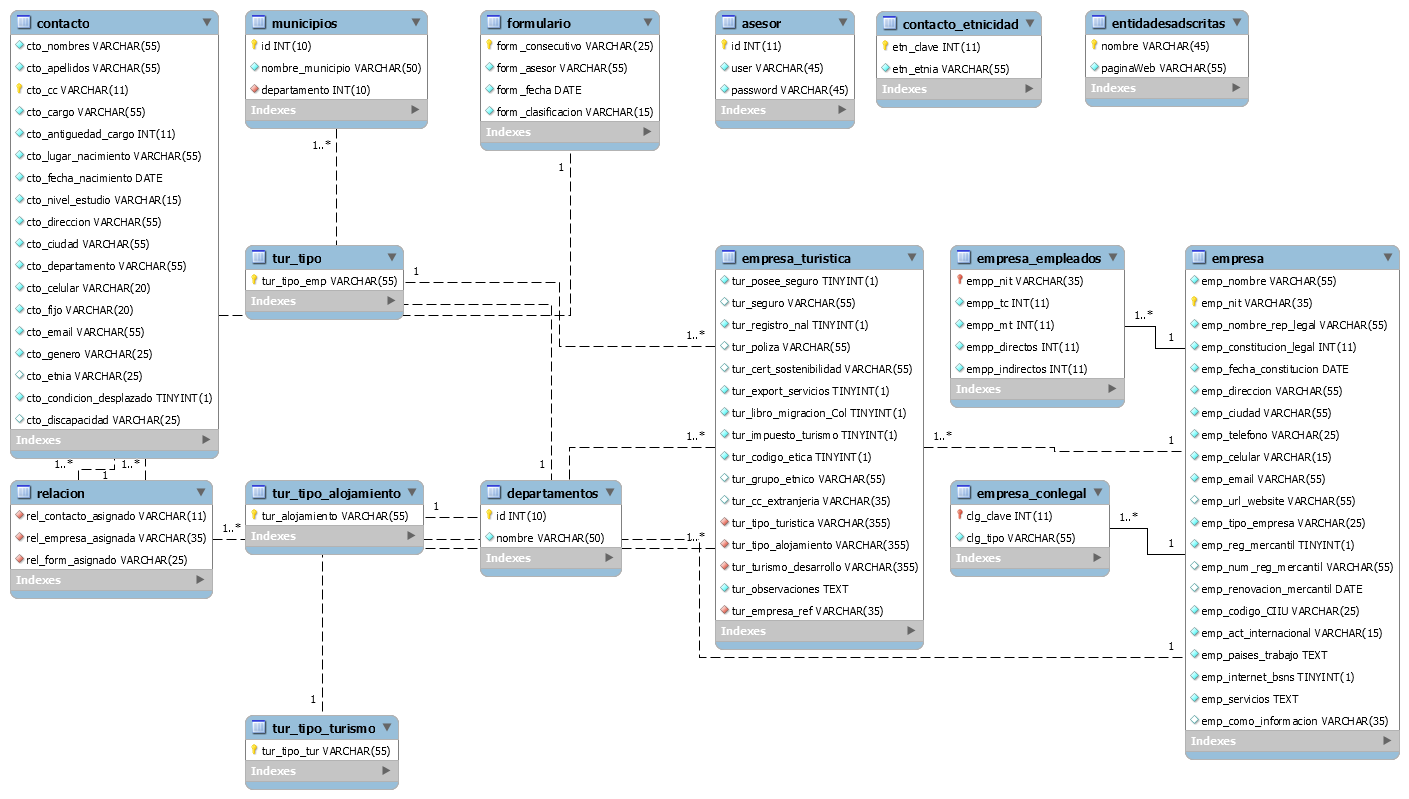 contacto
cto_nombres VARCHAR(55)
cto_apellidos VARCHAR(55)
cto_cc VARCHAR(11)
cto_cargo VARCHAR(55)
cto_antiguedad_cargo INT(11)
cto_lugar_nacimiento VARCHAR(55)
cto_fecha_nacimiento DATE
cto_nivel_estudio VARCHAR(15)
cto_direccion VARCHAR(55)
cto_ciudad VARCHAR(55)
cto_departamento VARCHAR(55)
cto_celular VARCHAR(20)
cto_fijo VARCHAR(20)
cto_email VARCHAR(55)
cto_genero VARCHAR(25)
cto_etnia VARCHAR(25)
cto_condicion_desplazado TINYINT(1)
cto_discapacidad VARCHAR(25)
Indexes
municipios
id INT(10)
nombre_municipio VARCHAR(50)
departamento INT(10)
Indexes
formulario
form_consecutivo VARCHAR(25)
form_asesor VARCHAR(55)
form_fecha DATE
form_clasificacion VARCHAR(15)
Indexes
asesor
id INT(11)
user VARCHAR(45)
password VARCHAR(45)
Indexes
contacto_etnicidad
etn_clave INT(11)
etn_etnia VARCHAR(55)
Indexes
entidadesadscritas
nombre VARCHAR(45)
paginaWeb VARCHAR(55)
Indexes
1..*
1
tur_tipo
tur_tipo_emp VARCHAR(55)
Indexes
1
1..*
empresa_turistica
tur_posee_seguro TINYINT(1)
tur_seguro VARCHAR(55)
tur_registro_nal TINYINT(1)
tur_poliza VARCHAR(55)
tur_cert_sostenibilidad VARCHAR(55)
tur_export_servicios TINYINT(1)
tur_libro_migracion_Col TINYINT(1)
tur_impuesto_turismo TINYINT(1)
tur_codigo_etica TINYINT(1)
tur_grupo_etnico VARCHAR(55)
tur_cc_extranjeria VARCHAR(35)
tur_tipo_turistica VARCHAR(355)
tur_tipo_alojamiento VARCHAR(355)
tur_turismo_desarrollo VARCHAR(355)
tur_observaciones TEXT
tur_empresa_ref VARCHAR(35)
Indexes
empresa_empleados
empp_nit VARCHAR(35)
empp_tc INT(11)
empp_mt INT(11)
empp_directos INT(11)
empp_indirectos INT(11)
Indexes
1..*
1
empresa
emp_nombre VARCHAR(55)
emp_nit VARCHAR(35)
emp_nombre_rep_legal VARCHAR(55)
emp_constitucion_legal INT(11)
emp_fecha_constitucion DATE
emp_direccion VARCHAR(55)
emp_ciudad VARCHAR(55)
emp_telefono VARCHAR(25)
emp_celular VARCHAR(15)
emp_email VARCHAR(55)
emp_url_website VARCHAR(55)
emp_tipo_empresa VARCHAR(25)
emp_reg_mercantil TINYINT(1)
emp_num_reg_mercantil VARCHAR(55)
emp_renovacion_mercantil DATE
emp_codigo_CIIU VARCHAR(25)
emp_act_internacional VARCHAR(15)
emp_paises_trabajo TEXT
emp_internet_bsns TINYINT(1)
emp_servicios TEXT
emp_como_informacion VARCHAR(35)
Indexes
1..*
1
1..*
1
1..*
1
1..*
relacion
rel_contacto_asignado VARCHAR(11)
rel_empresa_asignada VARCHAR(35)
rel_form_asignado VARCHAR(25)
Indexes
1..*
tur_tipo_alojamiento
tur_alojamiento VARCHAR(55)
Indexes
1
departamentos
id INT(10)
nombre VARCHAR(50)
Indexes
1..*
empresa_conlegal
clg_clave INT(11)
clg_tipo VARCHAR(55)
Indexes
1..*
1
1
1
tur_tipo_turismo
tur_tipo_tur VARCHAR(55)
Indexes